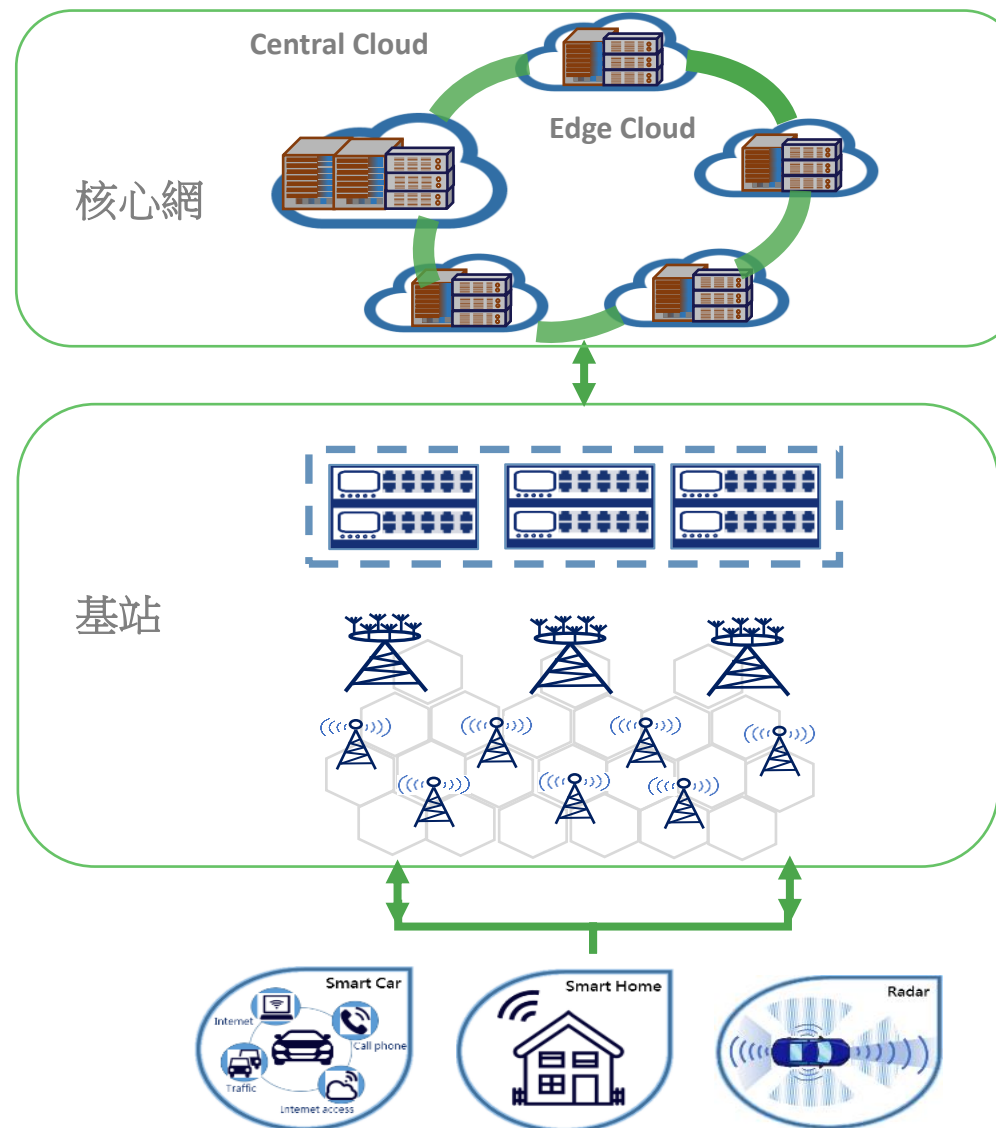 Central Cloud
Edge Cloud
核心網
基站
Smart Car
Internet
Call phone
Traffic
Internet access
Smart Home
Radar